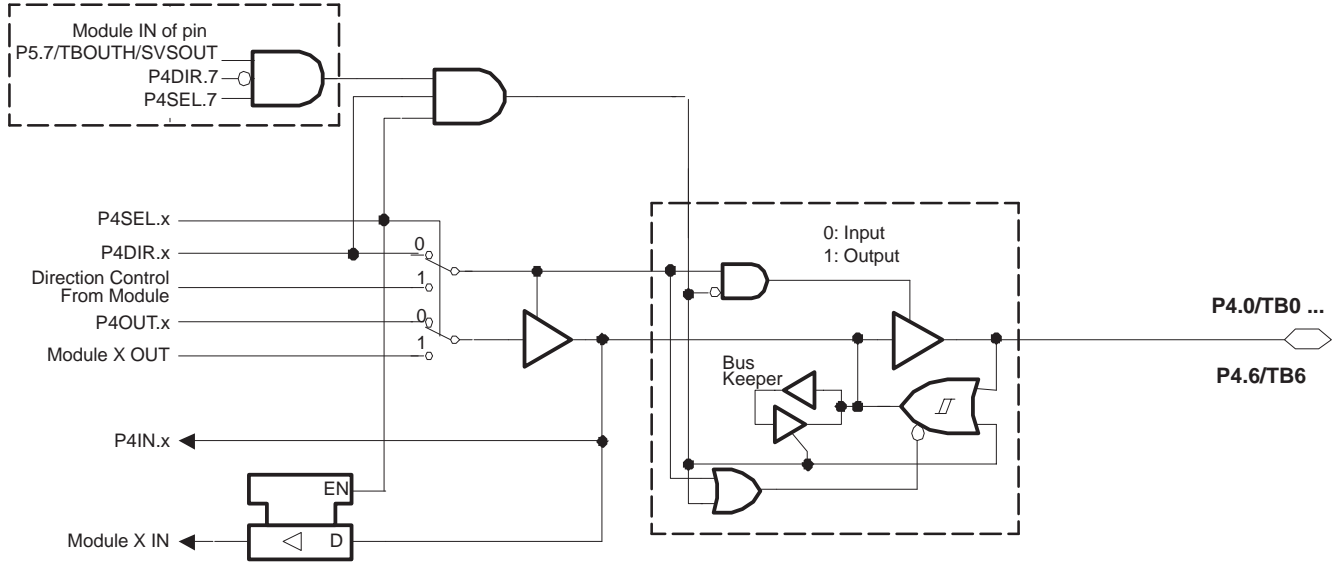 Module IN of pin
P5.7/TBOUTH/SVSOUT
P4DIR.7
P4SEL.7
P4SEL.x
P4DIR.x
0
Direction Control
From Module
1
P4OUT.x
0
Module X OUT
1
P4IN.x
EN
Module X IN
D
0: Input
1: Output
Bus
Keeper
P4.0/TB0 ...
P4.6/TB6